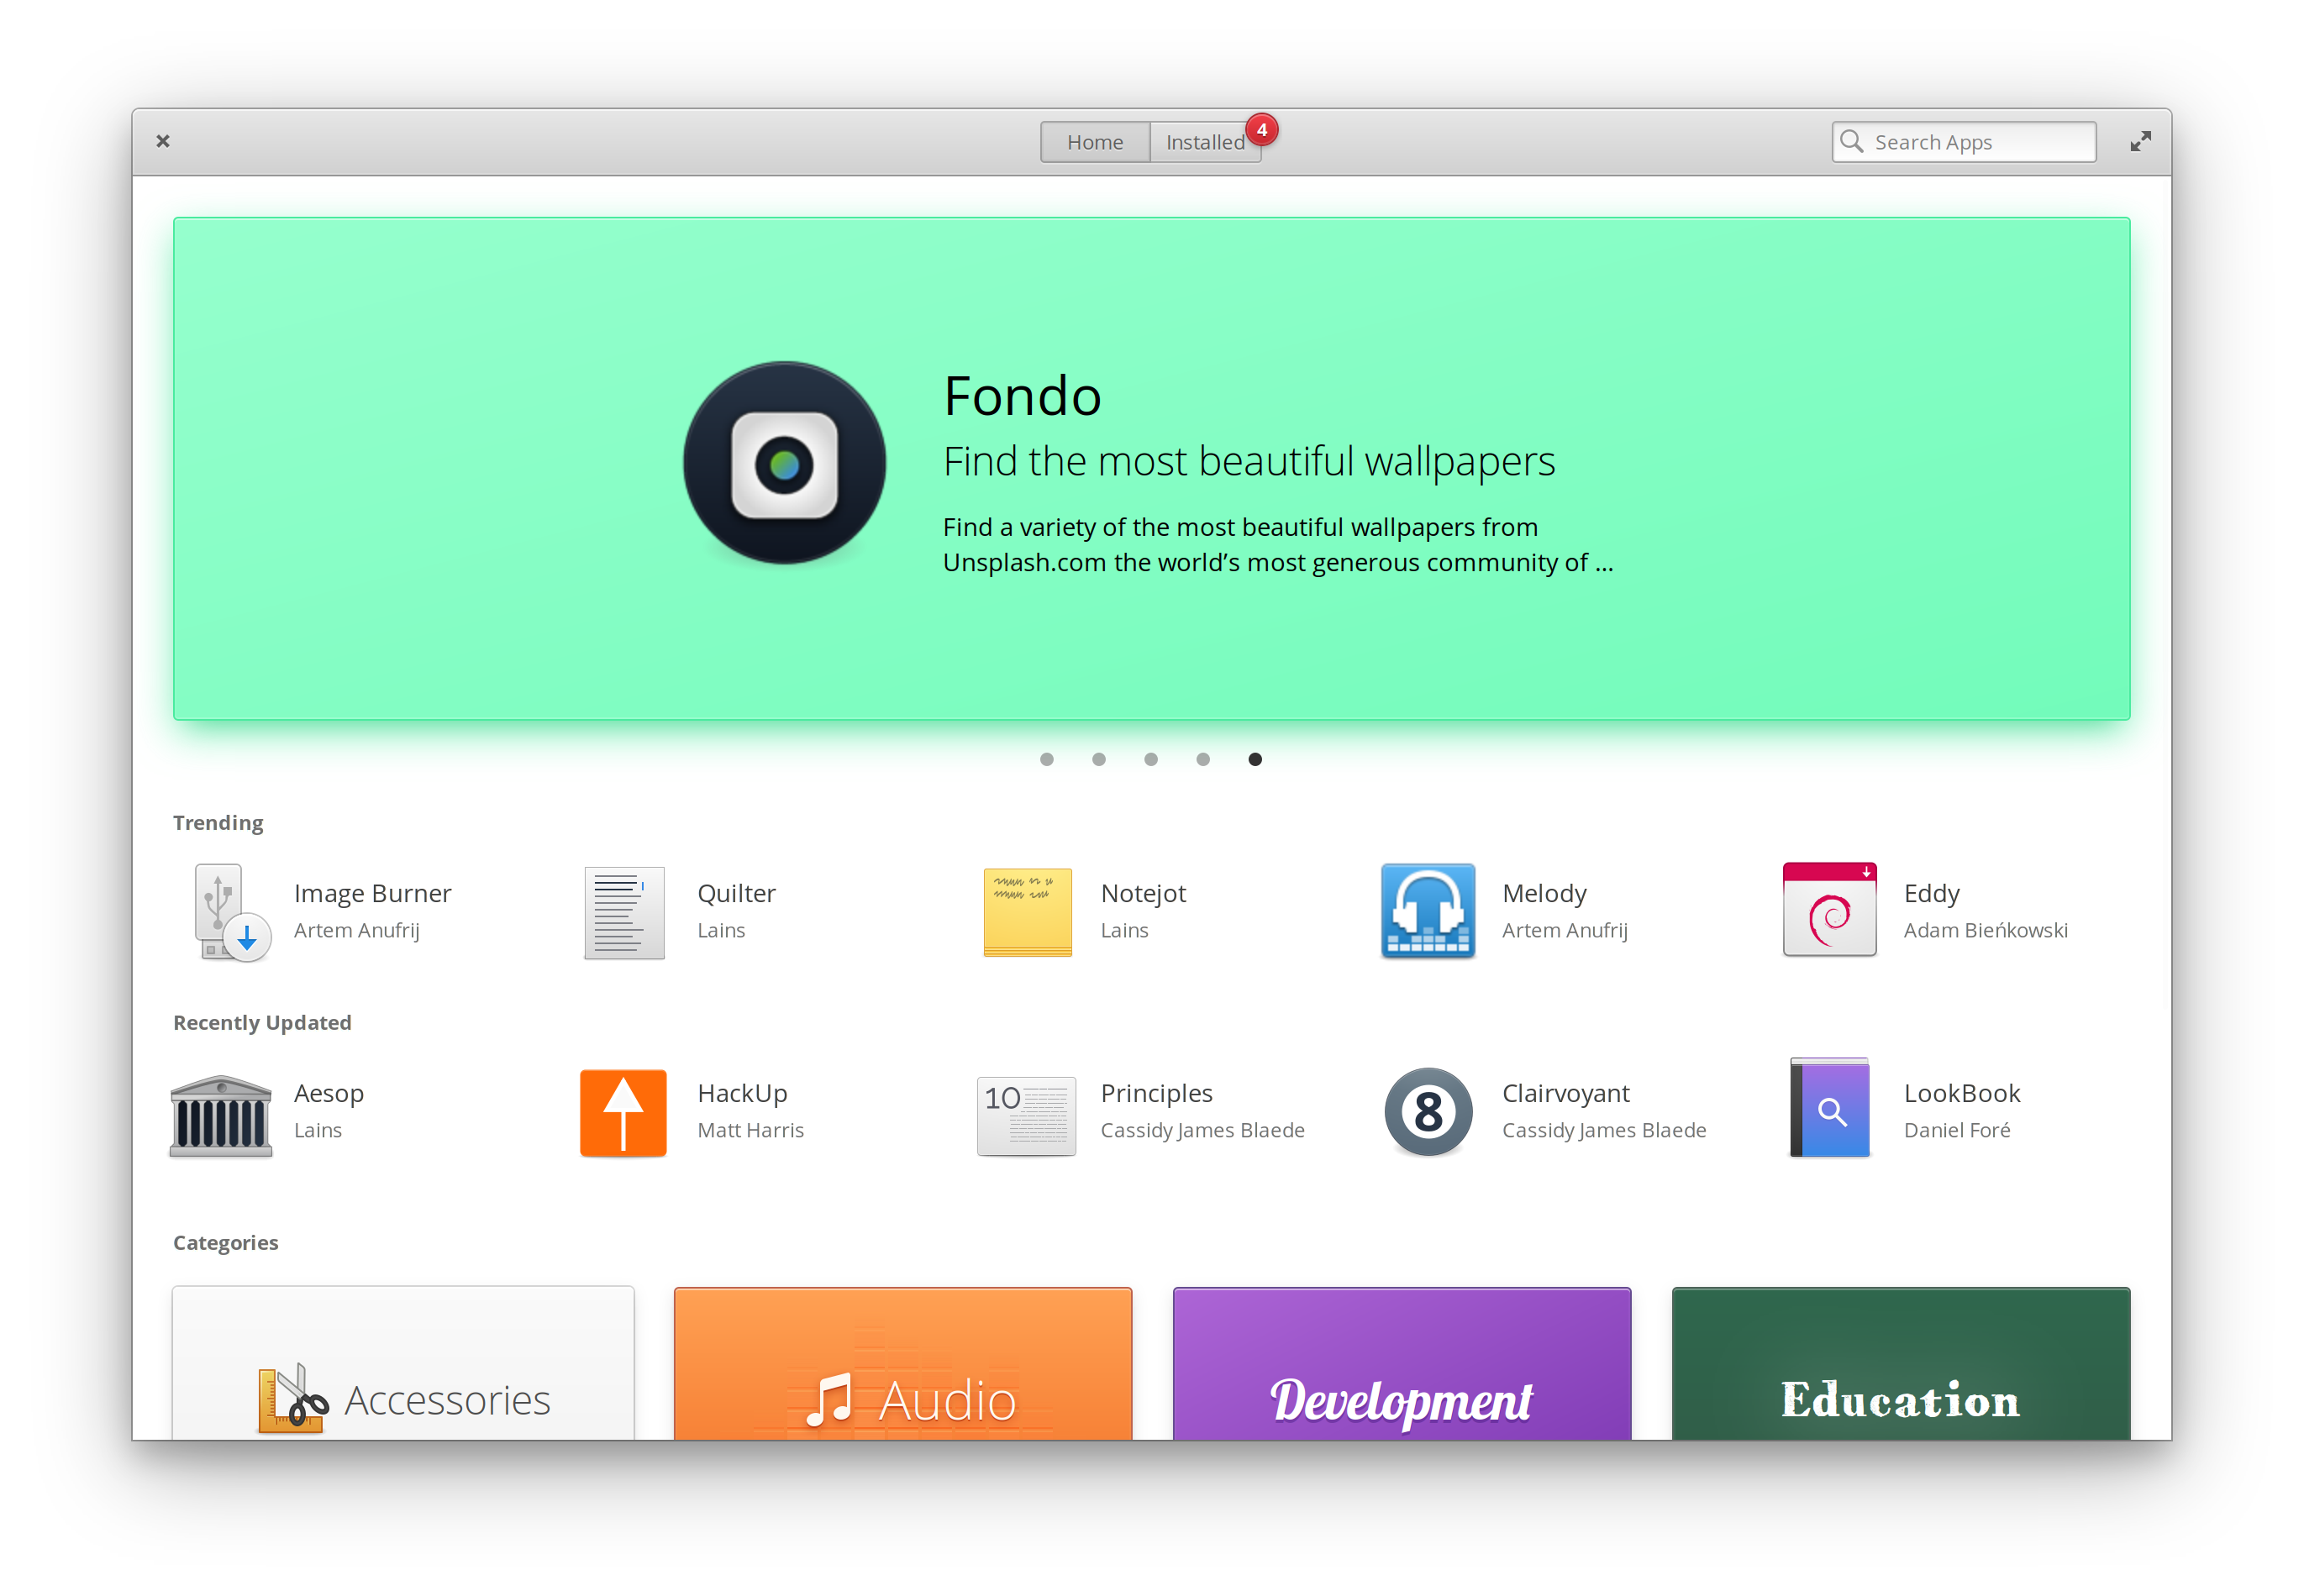 Home
Installed
4
Search Apps
Fondo
Find the most beautiful wallpapers
Find a variety of the most beautiful wallpapers from
Unsplash.com the world’s most generous community of ...
Trending
Image Burner
Artem Anufrij
Quilter
Lains
Notejot
Lains
Melody
Artem Anufrij
Eddy
Adam Bieńkowski
Recently Updated
Aesop
Lains
HackUp
Matt Harris
10
Principles
Cassidy James Blaede
8
Clairvoyant
Cassidy James Blaede
LookBook
Daniel Foré
Categories
Accessories
Audio
Development
Education